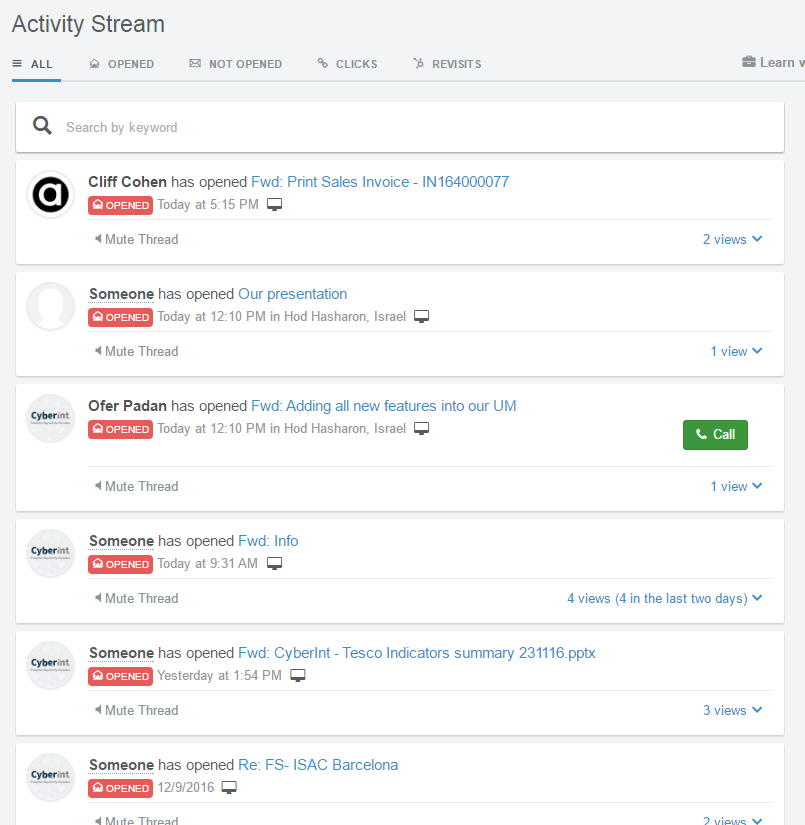 Activity Stream
ALL OPENED NOT OPENED CLICKS REVISITS Learn w
Search by keyword
Cliff Cohen has opened Fwd: Print Sales Invoice - IN164000077
OPENED Today at 5:15 PM
Mute Thread 2 views
Someone has opened Our presentation
OPENED Today at 12:10 PM in Hod Hasharon, Israel
Mute Thread 1 view
Cyberint
Ofer Padan has opened Fwd: Adding all new features into our UM
OPENED Today at 12:10 PM in Hod Hasharon, Israel
Call
Mute Thread 1 view
Cyberint
Someone has opened Fwd: Info
OPENED Today at 9:31 AM
Mute Thread 4 views (4 in the last two days)
Cyberint
Someone has opened Fwd: CyberInt - Tesco Indicators summary 231116.pptx
OPENED Yesterday at 1:54 PM
Mute Thread 3 views
Cyberint
Someone has opened Re: FS- ISAC Barcelona
OPENED 12/9/2016
Mute Thread 2 views